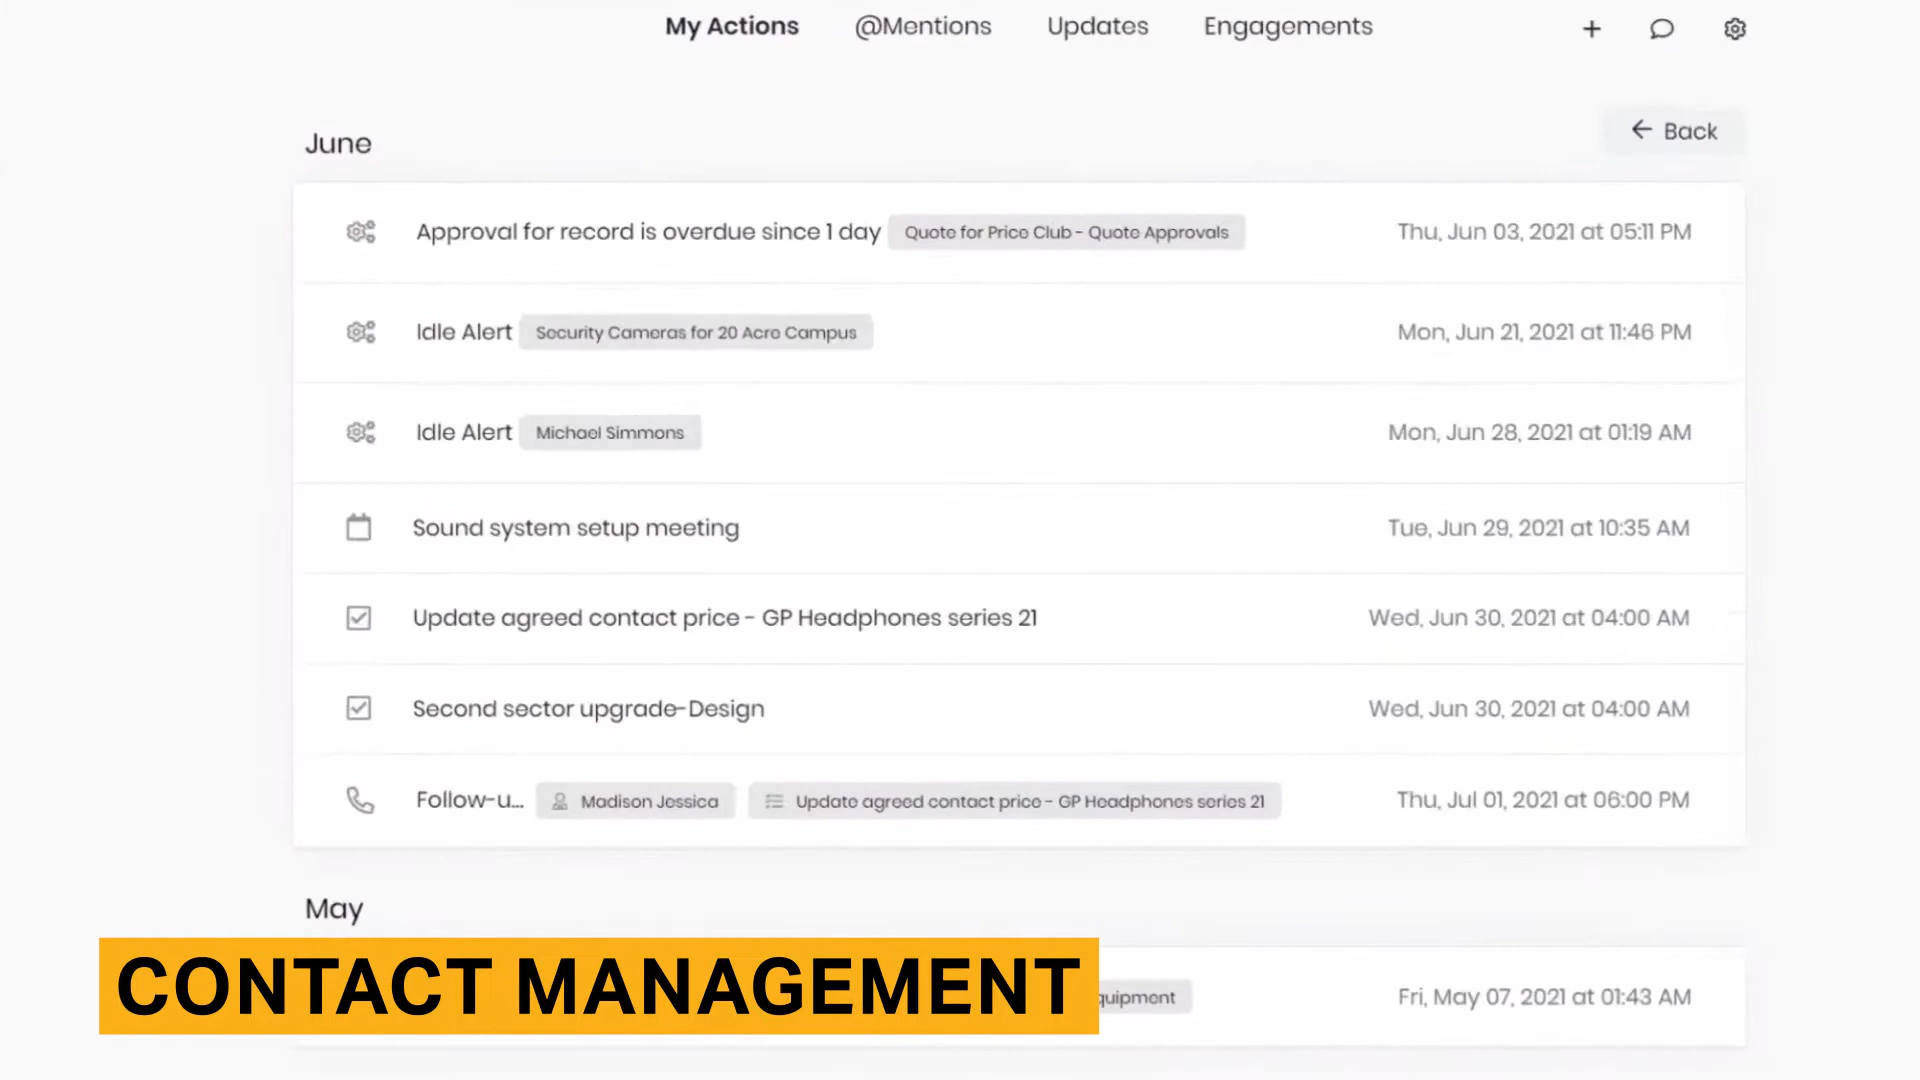 My Actions @Mentions Updates Engagements
June
Back
Approval for record is overdue since 1 day Quote for Price Club - Quote Approvals Thu, Jun 03, 2021 at 05:11 PM
Idle Alert Security Cameras for 20 Acre Campus Mon, Jun 21, 2021 at 11:46 PM
Idle Alert Michael Simmons Mon, Jun 28, 2021 at 01:19 AM
Sound system setup meeting Tue, Jun 29, 2021 at 10:35 AM
Update agreed contact price - GP Headphones series 21 Wed, Jun 30, 2021 at 04:00 AM
Second sector upgrade-Design Wed, Jun 30, 2021 at 04:00 AM
Follow-u... Madison Jessica Update agreed contact price - GP Headphones series 21 Thu, Jul 01, 2021 at 06:00 PM
May
CONTACT MANAGEMENT
Fri, May 07, 2021 at 01:43 AM